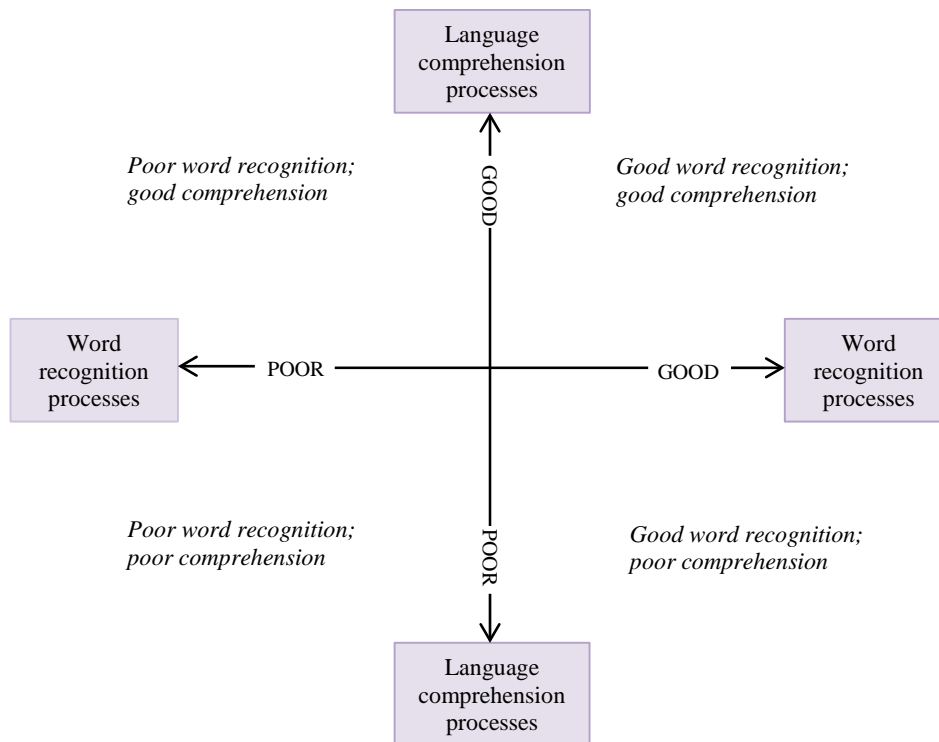 Language
comprehension
processes
Poor word recognition;
good comprehension
GOOD
Good word recognition;
good comprehension
Word
recognition
processes
POOR
GOOD
Word
recognition
processes
Poor word recognition;
poor comprehension
POOR
Good word recognition;
poor comprehension
Language
comprehension
processes